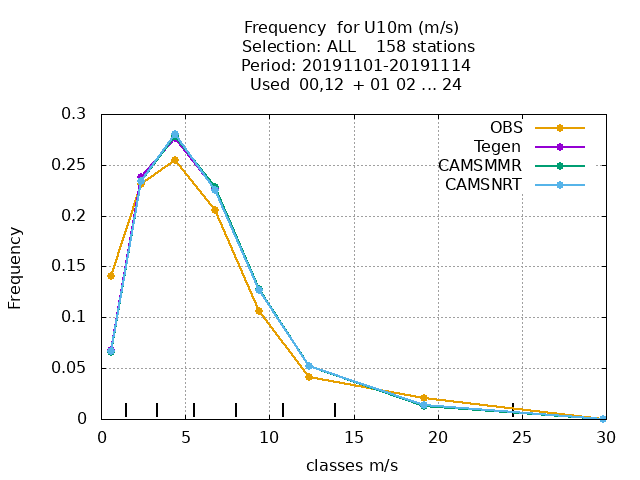 Frequency for U10m (m/s)
Selection: ALL 158 stations
Period: 20191101-20191114
Used 00,12 + 01 02 ... 24
OBS
Tegen
CAMSMMR
CAMSNRT
0.3
0.25
0.2
0.15
0.1
0.05
0
Frequency
0 5 10 15 20 25 30
classes m/s